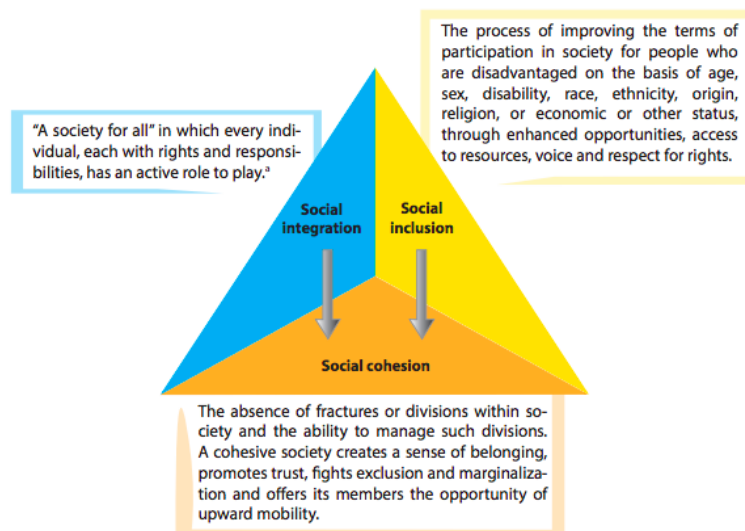 The process of improving the terms of
participation in society for people who
are disadvantaged on the basis of age,
sex, disability, race, ethnicity, origin,
religion, or economic or other status,
through enhanced opportunities, access
to resources, voice and respect for rights.
“A society for all” in which every indi-
vidual, each with rights and responsi-
bilities, has an active role to play.ª
Social
integration
Social
inclusion
Social cohesion
The absence of fractures or divisions within so-
ciety and the ability to manage such divisions.
A cohesive society creates a sense of belonging,
promotes trust, fights exclusion and marginaliza-
tion and offers its members the opportunity of
upward mobility.